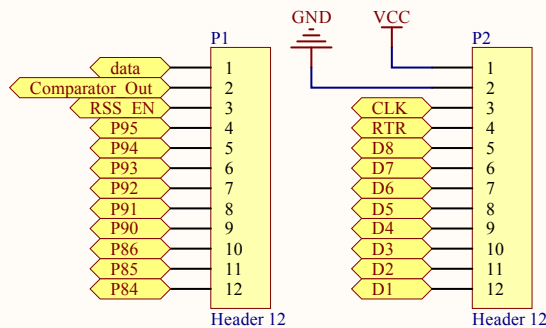 GND VCC
P1 P2
data 1 1
Comparator_Out 2 2
RSS_EN 3 CLK 3
P95 4 RTR 4
P94 5 D8 5
P93 6 D7 6
P92 7 D6 7
P91 8 D5 8
P90 9 D4 9
P86 10 D3 10
P85 11 D2 11
P84 12 D1 12
Header 12 Header 12